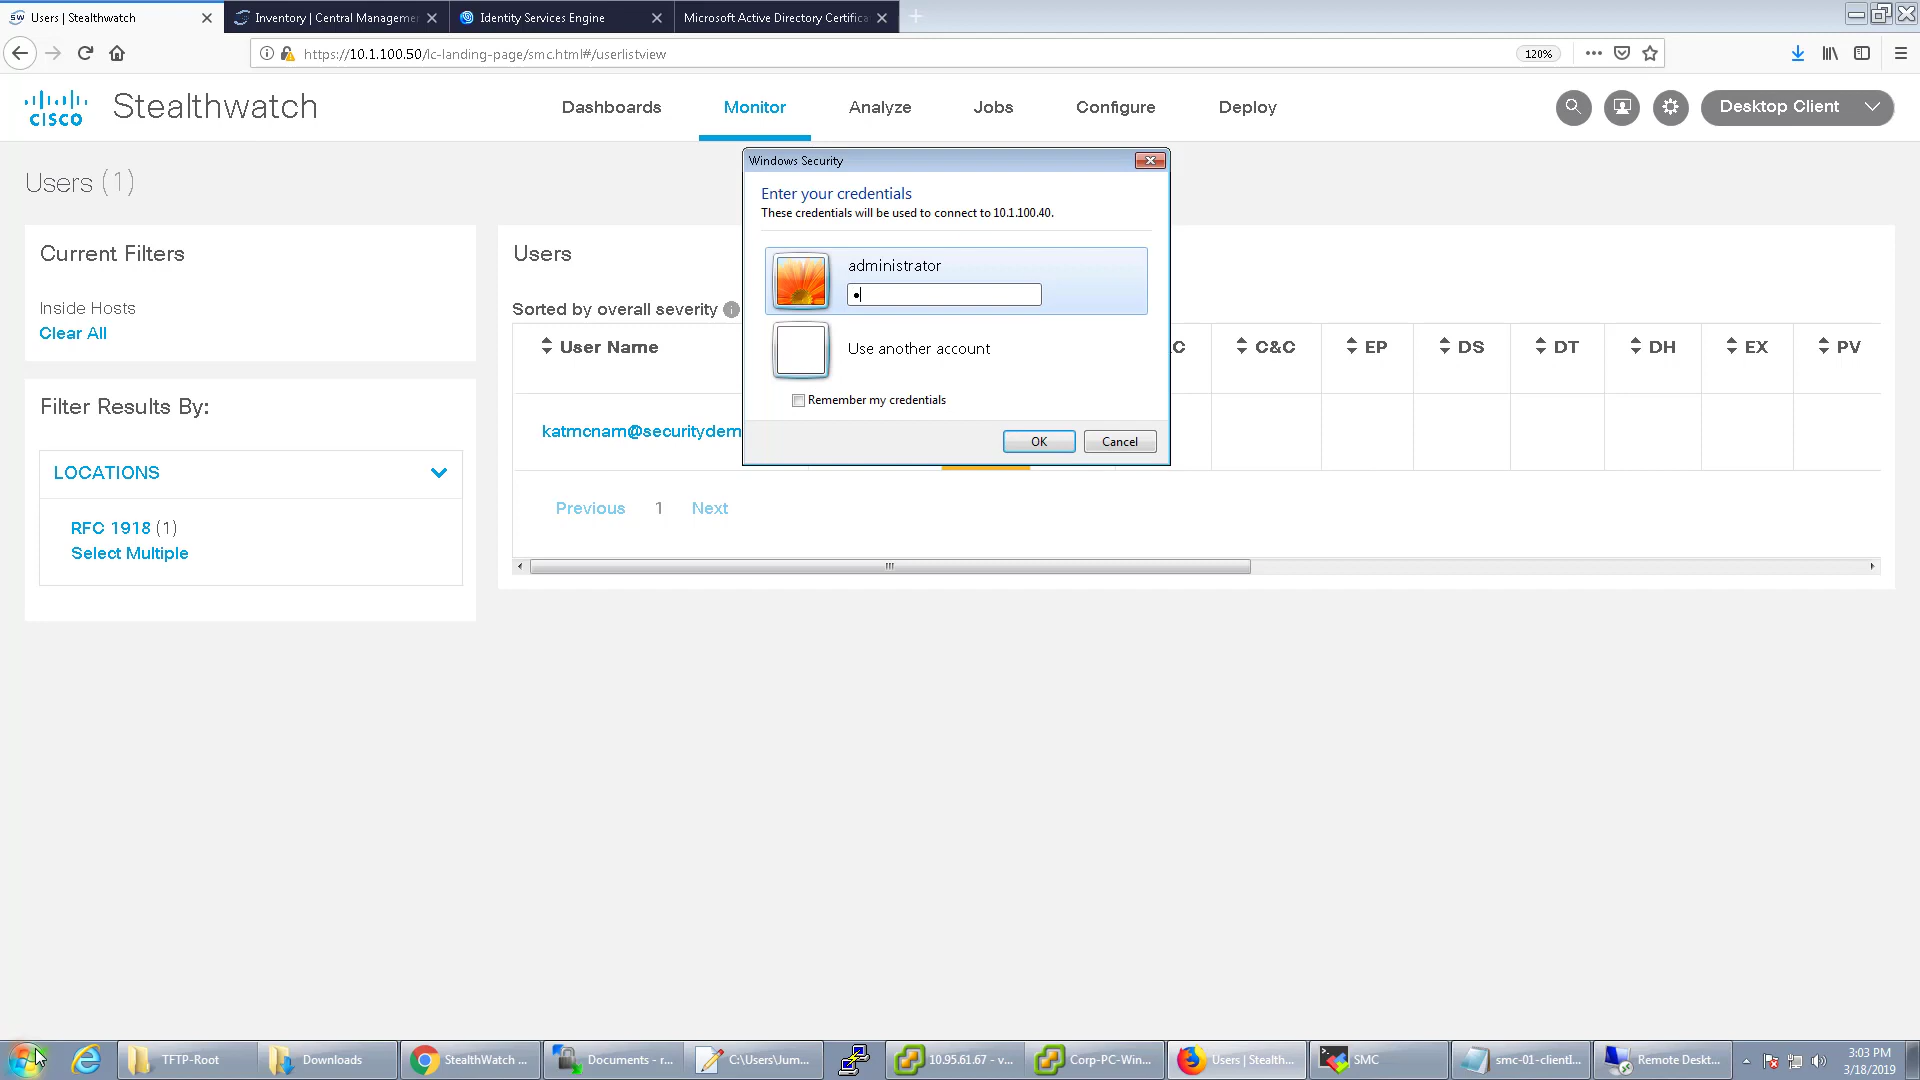 Users | Stealthwatch
Inventory | Central Manageme
Identity Services Engine
Microsoft Active Directory Certifica
https://10.1.100.50/lc-landing-page/smc.html#/userlistview
120%
CISCO
Stealthwatch
Dashboards
Monitor
Analyze
Jobs
Configure
Deploy
Desktop Client
Users (1)
Current Filters
Inside Hosts
Clear All
Filter Results By:
LOCATIONS
RFC 1918 (1)
Select Multiple
Users
Sorted by overall severity
User Name
C
C&C
EP
DS
DT
DH
EX
PV
katmcnam@securitydem
Previous 1 Next
Windows Security
Enter your credentials
These credentials will be used to connect to 10.1.100.40.
administrator
Use another account
Remember my credentials
OK
Cancel
TFTP-Root
Downloads
StealthWatch ...
Documents - r...
C:\Users\Jum...
10.95.61.67 - v...
Corp-PC-Win...
Users | Stealth...
SMC
smc-01-clientI...
Remote Deskt...
3:03 PM
3/18/2019